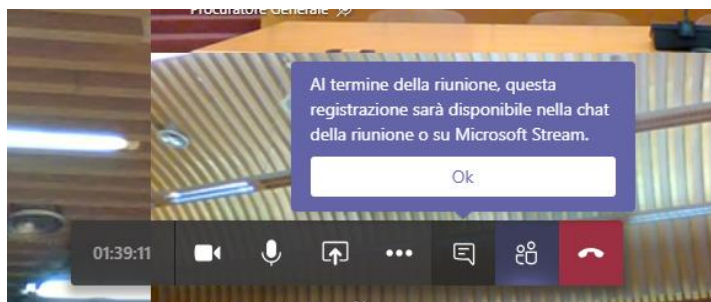 Procuratore Generale
Al termine della riunione, questa
registrazione sarà disponibile nella chat
della riunione o su Microsoft Stream.
Ok
01:39:11